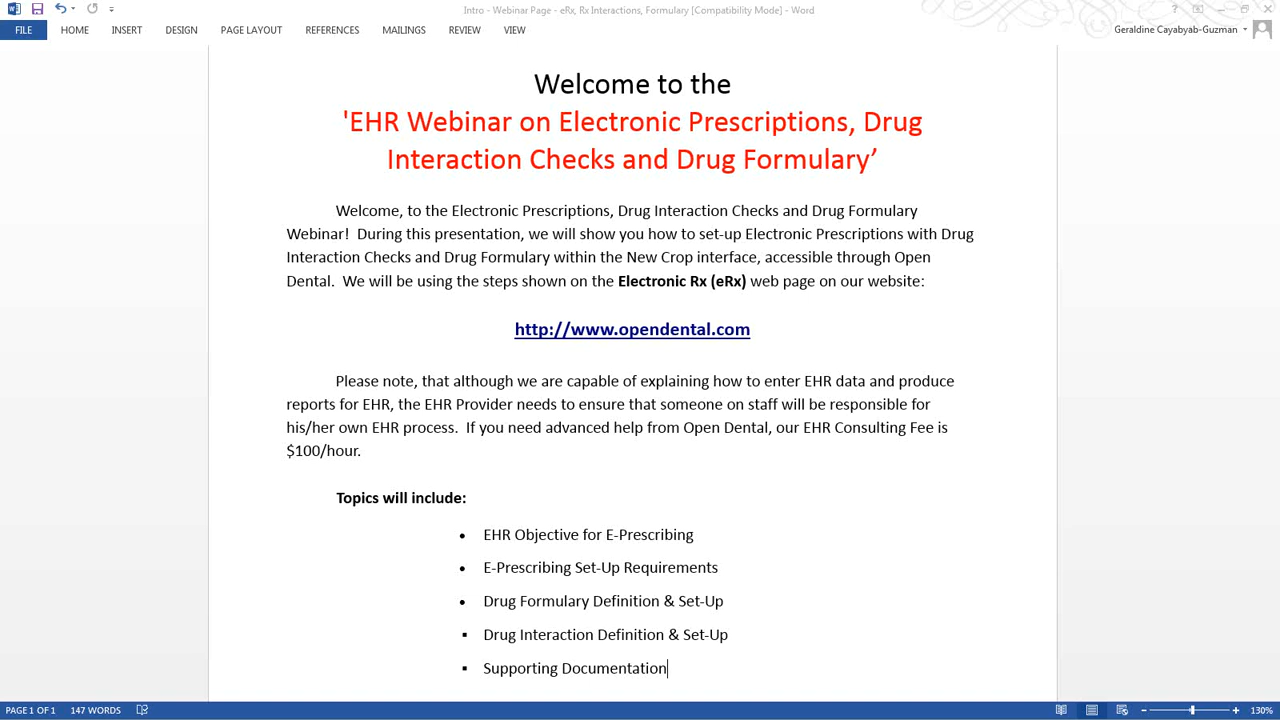 Intro - Webinar Page - eRx, Rx Interactions, Formulary [Compatibility Mode] - Word
FILE HOME INSERT DESIGN PAGE LAYOUT REFERENCES MAILINGS REVIEW VIEW Geraldine Cayabyab-Guzman
Welcome to the
'EHR Webinar on Electronic Prescriptions, Drug
Interaction Checks and Drug Formulary’
Welcome, to the Electronic Prescriptions, Drug Interaction Checks and Drug Formulary
Webinar! During this presentation, we will show you how to set-up Electronic Prescriptions with Drug
Interaction Checks and Drug Formulary within the New Crop interface, accessible through Open
Dental. We will be using the steps shown on the Electronic Rx (eRx) web page on our website:
http://www.opendental.com
Please note, that although we are capable of explaining how to enter EHR data and produce
reports for EHR, the EHR Provider needs to ensure that someone on staff will be responsible for
his/her own EHR process. If you need advanced help from Open Dental, our EHR Consulting Fee is
$100/hour.
Topics will include:
• EHR Objective for E-Prescribing
• E-Prescribing Set-Up Requirements
• Drug Formulary Definition & Set-Up
▪ Drug Interaction Definition & Set-Up
▪ Supporting Documentation
PAGE 1 OF 1 147 WORDS 130%